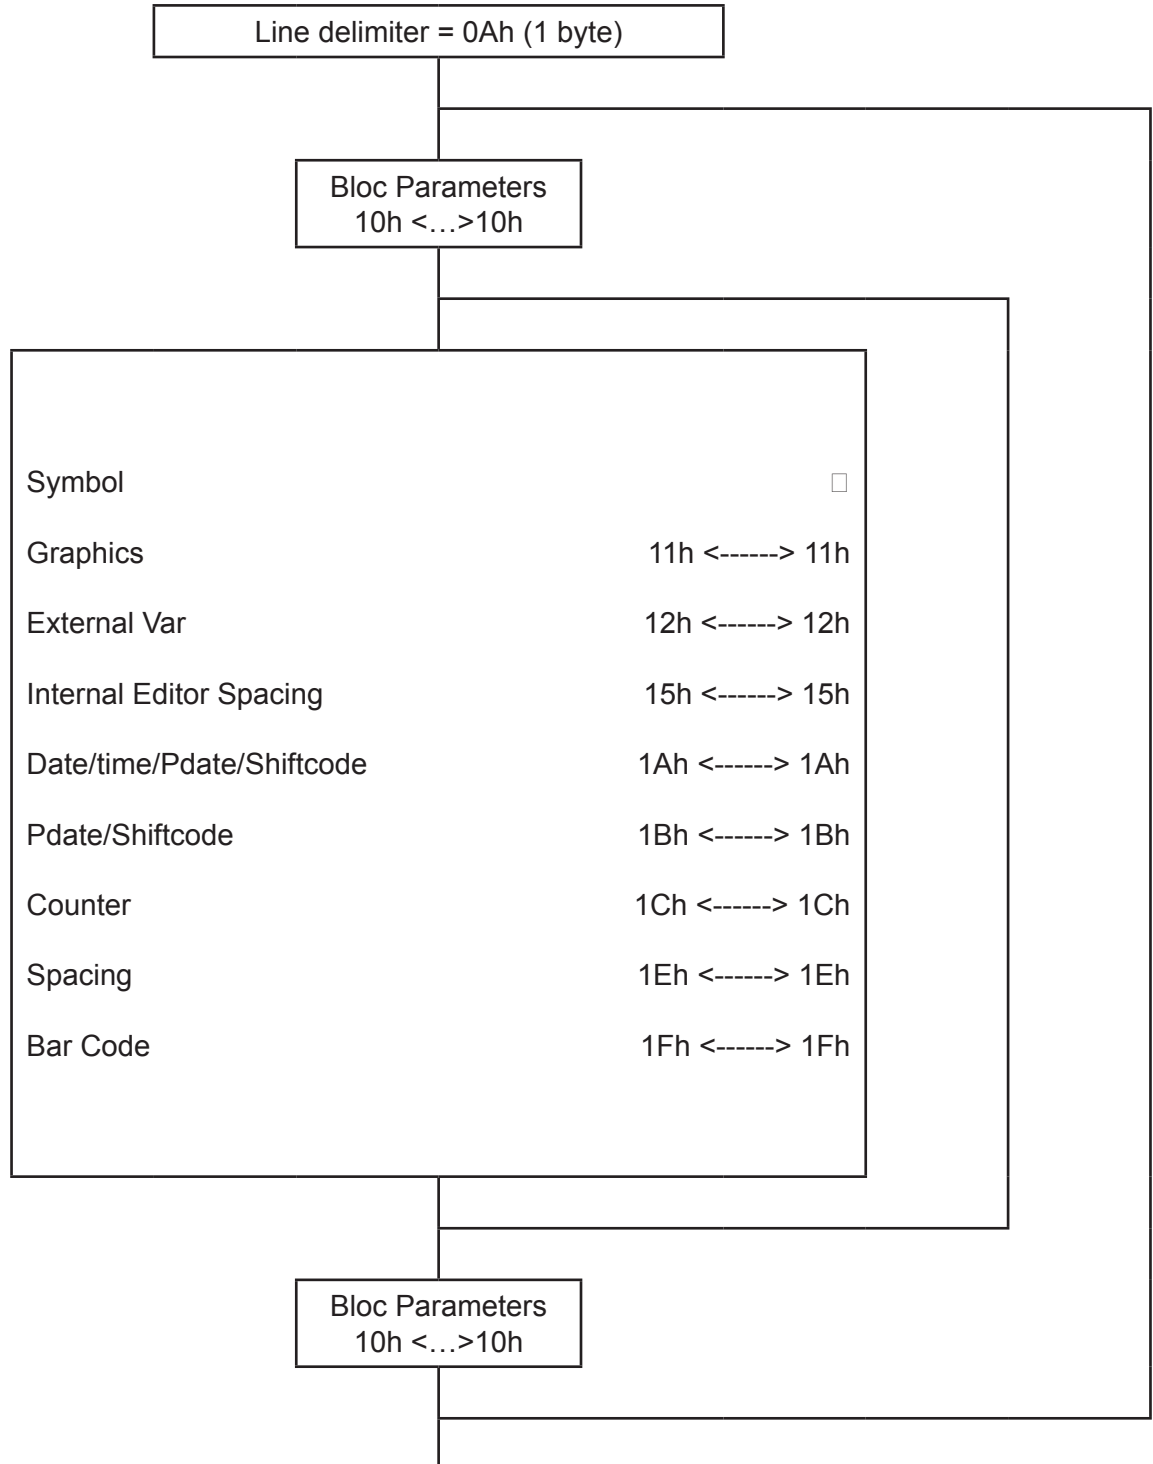 Line delimiter = 0Ah (1 byte)
Bloc Parameters
10h <…>10h
Symbol □
Graphics 11h <------> 11h
External Var 12h <------> 12h
Internal Editor Spacing 15h <------> 15h
Date/time/Pdate/Shiftcode 1Ah <------> 1Ah
Pdate/Shiftcode 1Bh <------> 1Bh
Counter 1Ch <------> 1Ch
Spacing 1Eh <------> 1Eh
Bar Code 1Fh <------> 1Fh
Bloc Parameters
10h <…>10h